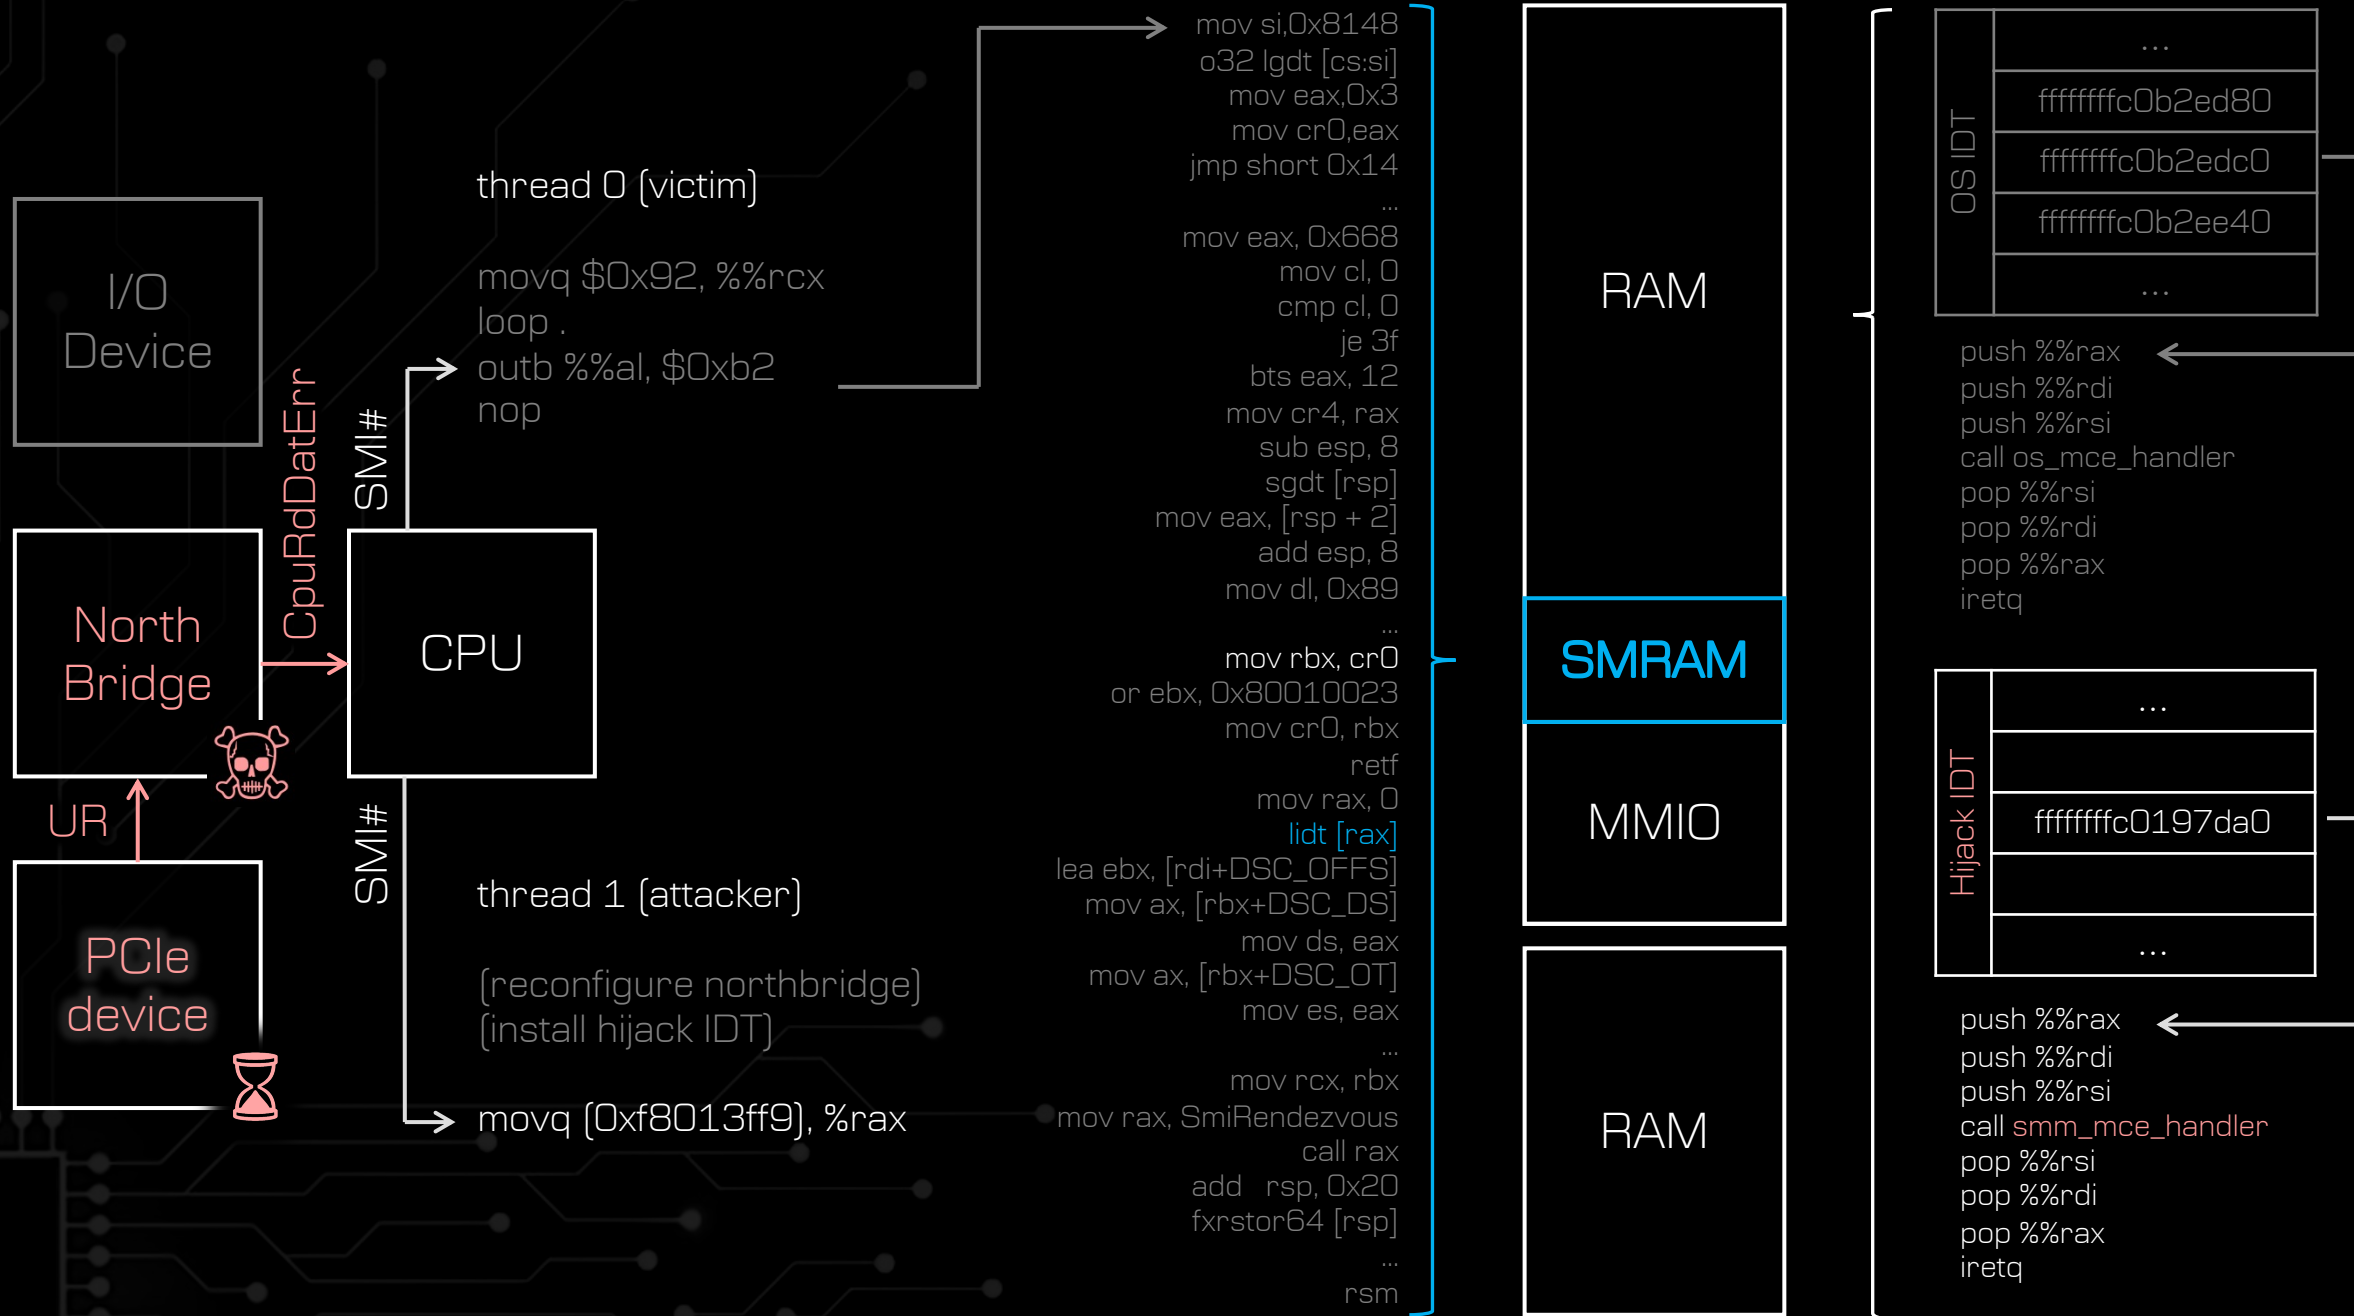 I/O
Device
North
Bridge
UR
PCIe
device
CpuRdDatErr
SMI#
CPU
SMI#
thread 0 (victim)
movq $0x92, %%rcx
loop .
outb %%al, $0xb2
nop
thread 1 (attacker)
(reconfigure northbridge)
(install hijack IDT)
movq (0xf8013ff9), %rax
mov si,0x8148
o32 lgdt [cs:si]
mov eax,0x3
mov cr0,eax
jmp short 0x14
...
mov eax, 0x668
mov cl, 0
cmp cl, 0
je 3f
bts eax, 12
mov cr4, rax
sub esp, 8
sgdt [rsp]
mov eax, [rsp + 2]
add esp, 8
mov dl, 0x89
...
mov rbx, cr0
or ebx, 0x80010023
mov cr0, rbx
retf
mov rax, 0
lidt [rax]
lea ebx, [rdi+DSC_OFFS]
mov ax, [rbx+DSC_DS]
mov ds, eax
mov ax, [rbx+DSC_OT]
mov es, eax
...
mov rcx, rbx
mov rax, SmiRendezvous
call rax
add rsp, 0x20
fxrstor64 [rsp]
...
rsm
RAM
SMRAM
MMIO
RAM
OS IDT
...
ffffffffc0b2ed80
ffffffffc0b2edc0
ffffffffc0b2ee40
...
push %%rax
push %%rdi
push %%rsi
call os_mce_handler
pop %%rsi
pop %%rdi
pop %%rax
iretq
Hijack IDT
...
ffffffffc0197da0
...
push %%rax
push %%rdi
push %%rsi
call smm_mce_handler
pop %%rsi
pop %%rdi
pop %%rax
iretq